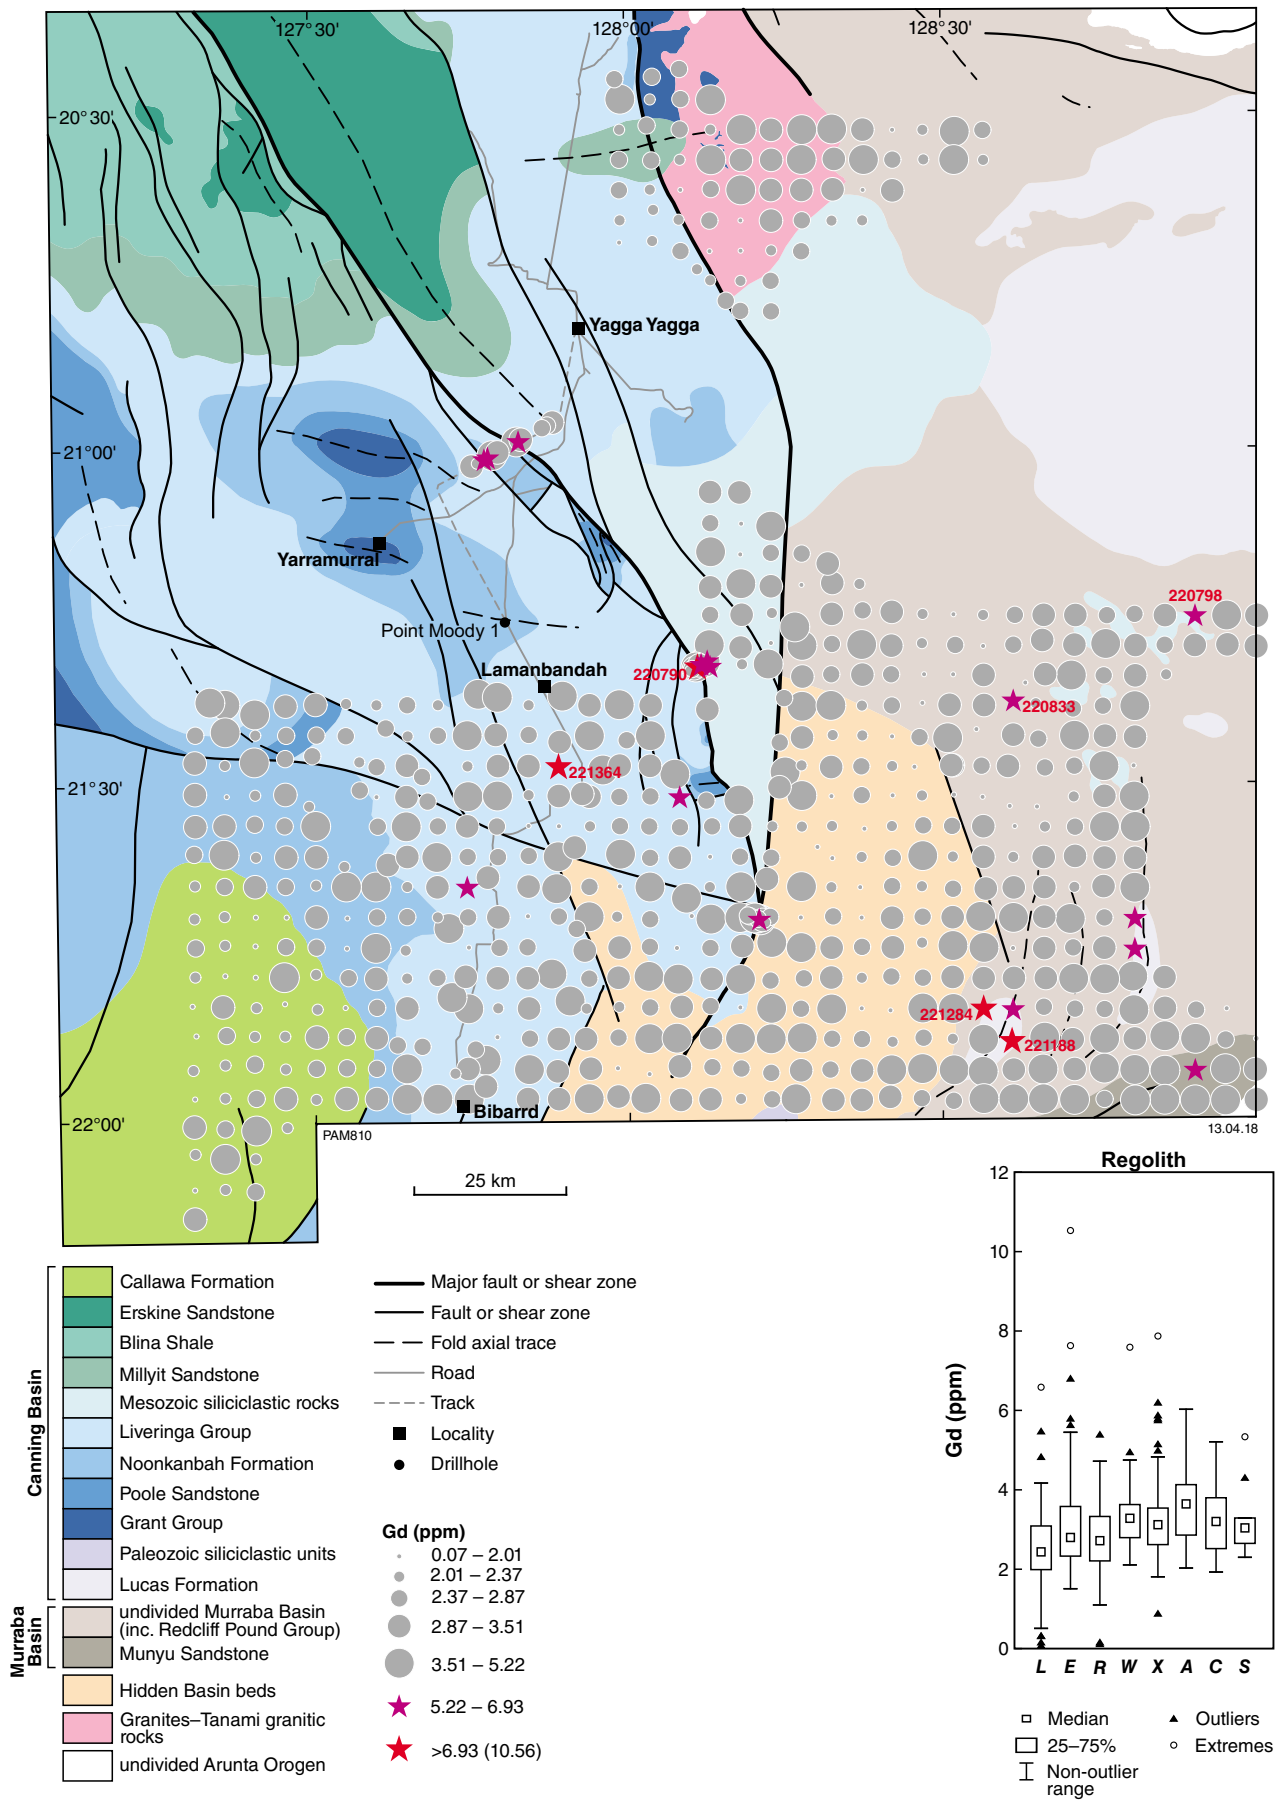 127°30'
128°00'
128°30'
20°30'
Yagga Yagga
21°00'
Yarramurral
220798
Point Moody 1
Lamanbandah
220790
220833
221364
21°30'
221284
221188
Bibarrd
22°00'
PAM810
13.04.18
25 km
Canning Basin
Callawa Formation
Erskine Sandstone
Blina Shale
Millyit Sandstone
Mesozoic siliciclastic rocks
Liveringa Group
Noonkanbah Formation
Poole Sandstone
Grant Group
Paleozoic siliciclastic units
Lucas Formation
Murraba
Basin
undivided Murraba Basin
(inc. Redcliff Pound Group)
Munyu Sandstone
Hidden Basin beds
Granites–Tanami granitic
rocks
undivided Arunta Orogen
Major fault or shear zone
Fault or shear zone
Fold axial trace
Road
Track
Locality
Drillhole
Gd (ppm)
0.07 – 2.01
2.01 – 2.37
2.37 – 2.87
2.87 – 3.51
3.51 – 5.22
5.22 – 6.93
>6.93 (10.56)
Regolith
Gd (ppm)
12
10
8
6
4
2
0
L E R W X A C S
Median
25–75%
Non-outlier
range
Outliers
Extremes